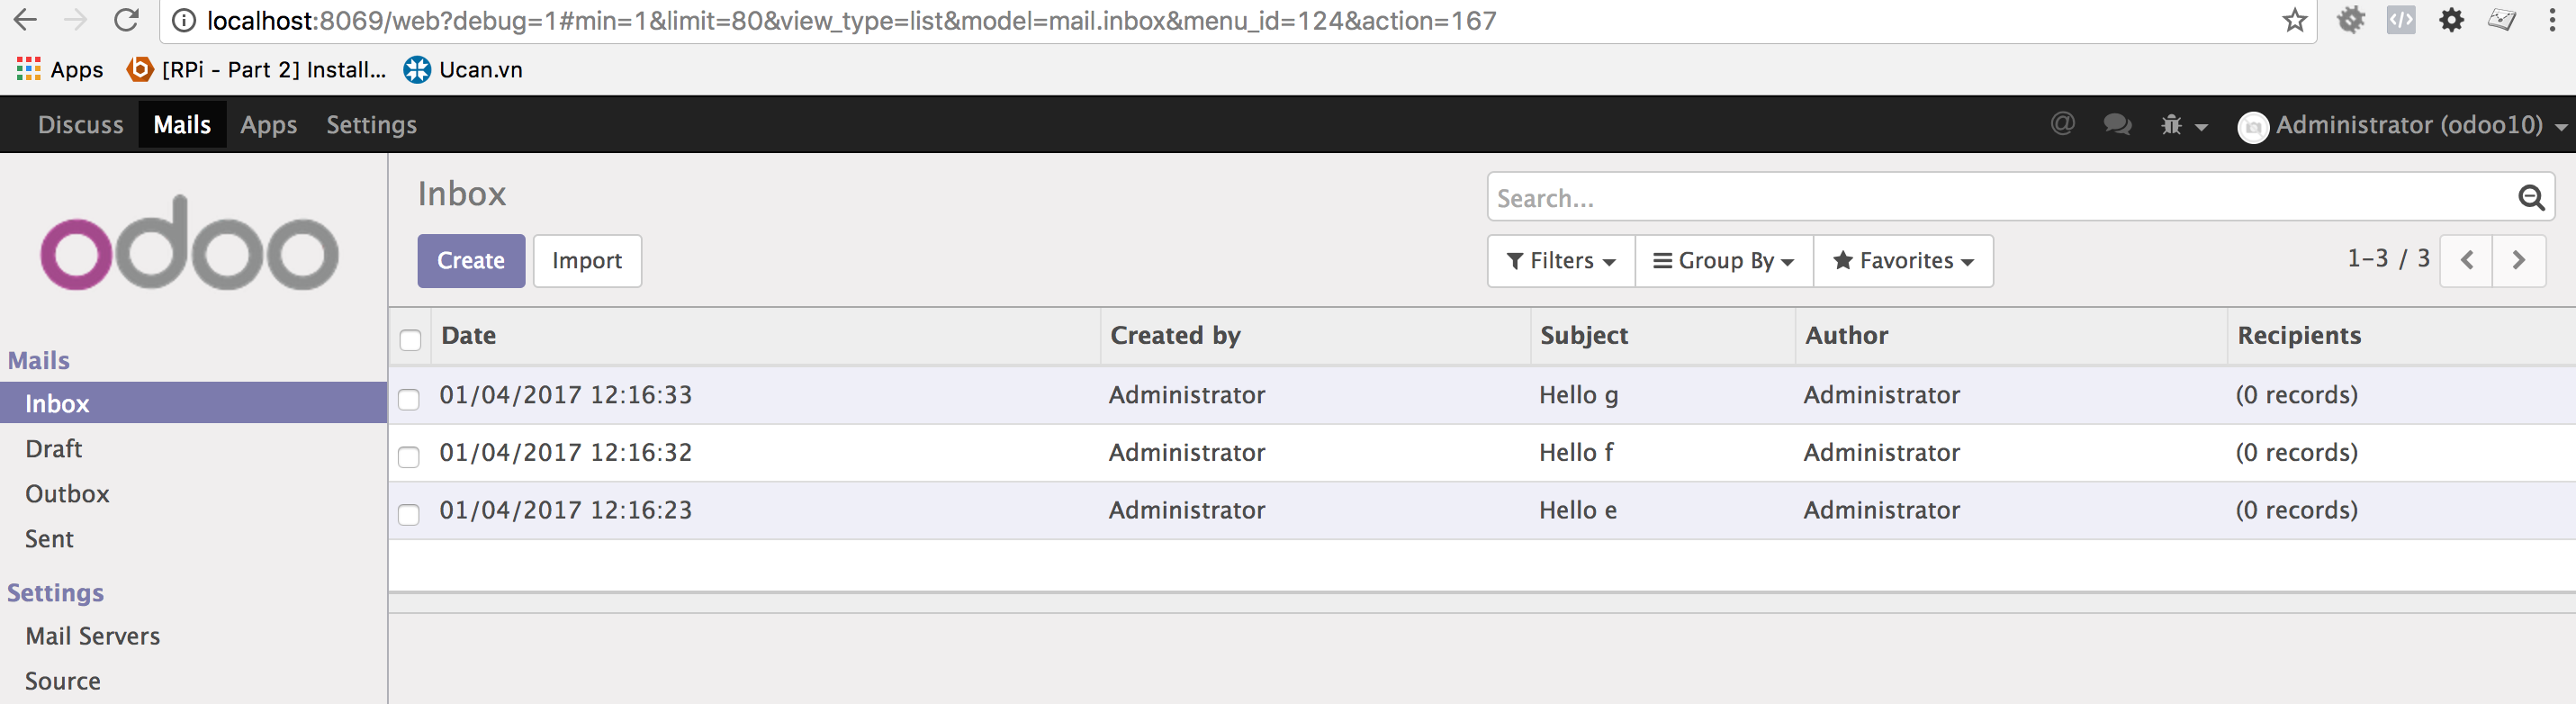 localhost:8069/web?debug=1#min=1&limit=80&view_type=list&model=mail.inbox&menu_id=124&action=167
Apps [RPi - Part 2] Install... Ucan.vn
Discuss Mails Apps Settings @ Administrator (odoo10)
odoo
Mails
Inbox
Draft
Outbox
Sent
Settings
Mail Servers
Source
Inbox
Search...
Create Import Filters Group By Favorites 1-3 / 3
Date Created by Subject Author Recipients
01/04/2017 12:16:33 Administrator Hello g Administrator (0 records)
01/04/2017 12:16:32 Administrator Hello f Administrator (0 records)
01/04/2017 12:16:23 Administrator Hello e Administrator (0 records)